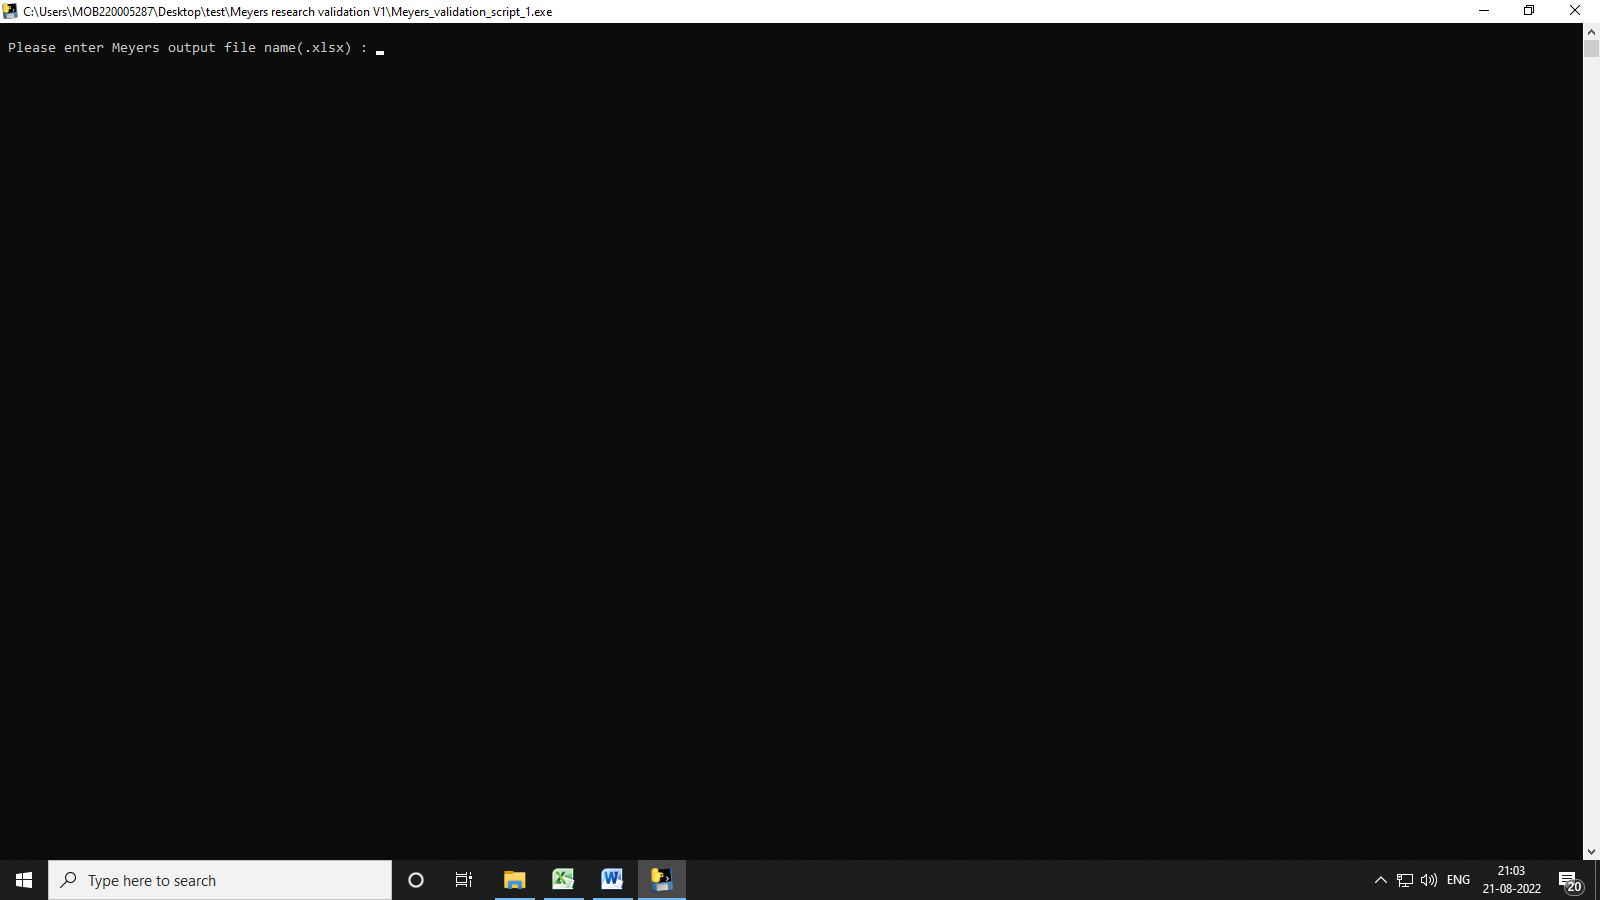 C:\Users\MOB220005287\Desktop\test\Meyers research validation V1\Meyers_validation_script_1.exe
Please enter Meyers output file name(.xlsx) :
Type here to search
ENG
21:03
21-08-2022
20